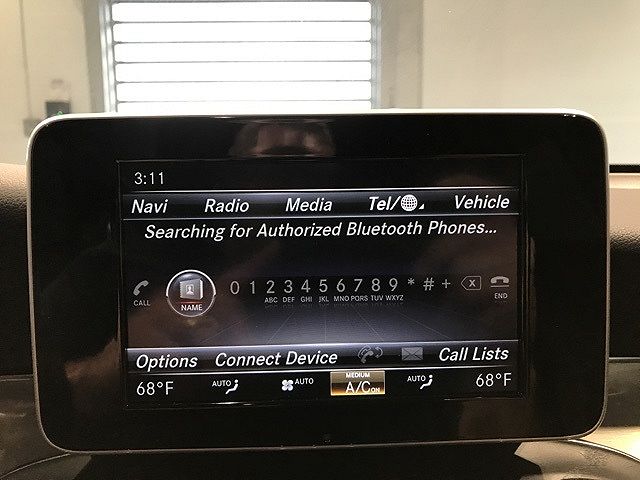 3:11
Navi Radio Media Tel/ Vehicle
Searching for Authorized Bluetooth Phones...
CALL NAME 0 1 2 3 4 5 6 7 8 9 * # + X END
ABC DEF GHI JKL MNO PQRS TUV WXYZ
Options Connect Device Call Lists
68°F AUTO AUTO MEDIUM A/C ON AUTO 68°F